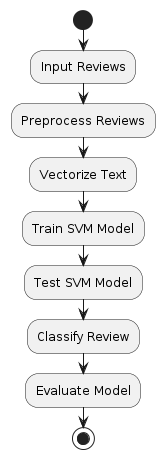 Input Reviews
Preprocess Reviews
Vectorize Text
Train SVM Model
Test SVM Model
Classify Review
Evaluate Model